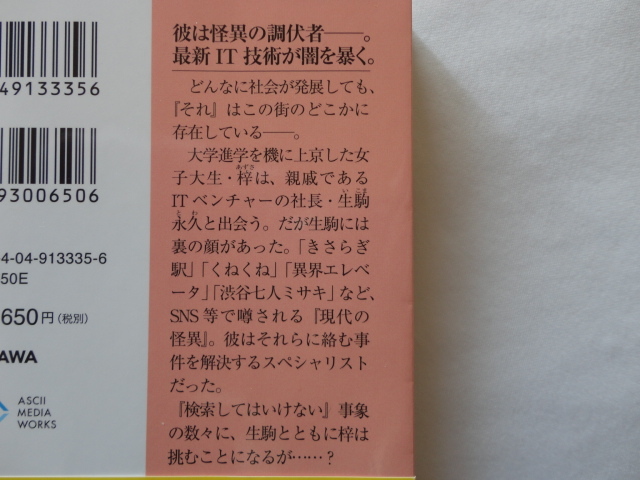 彼は怪異の調伏者――。
最新IT技術が闇を暴く。
どんなに社会が発展しても、
『それ』はこの街のどこかに
存在している――。
大学進学を機に上京した女
子大生・梓は、親戚である
あずさ
ITベンチャーの社長・生駒
いこま
永久と出会う。だが生駒には
とわ
裏の顔があった。「きさらぎ
駅」「くねくね」「異界エレベ
ータ」「渋谷七人ミサキ」など、
SNS等で噂される『現代の
怪異』。彼はそれらに絡む事
件を解決するスペシャリスト
だった。
『検索してはいけない』事象
の数々に、生駒とともに梓は
挑むことになるが……？
49133356
93006506
4-04-913335-6
50E
650円(税別)
AWA
ASCII
MEDIA
WORKS